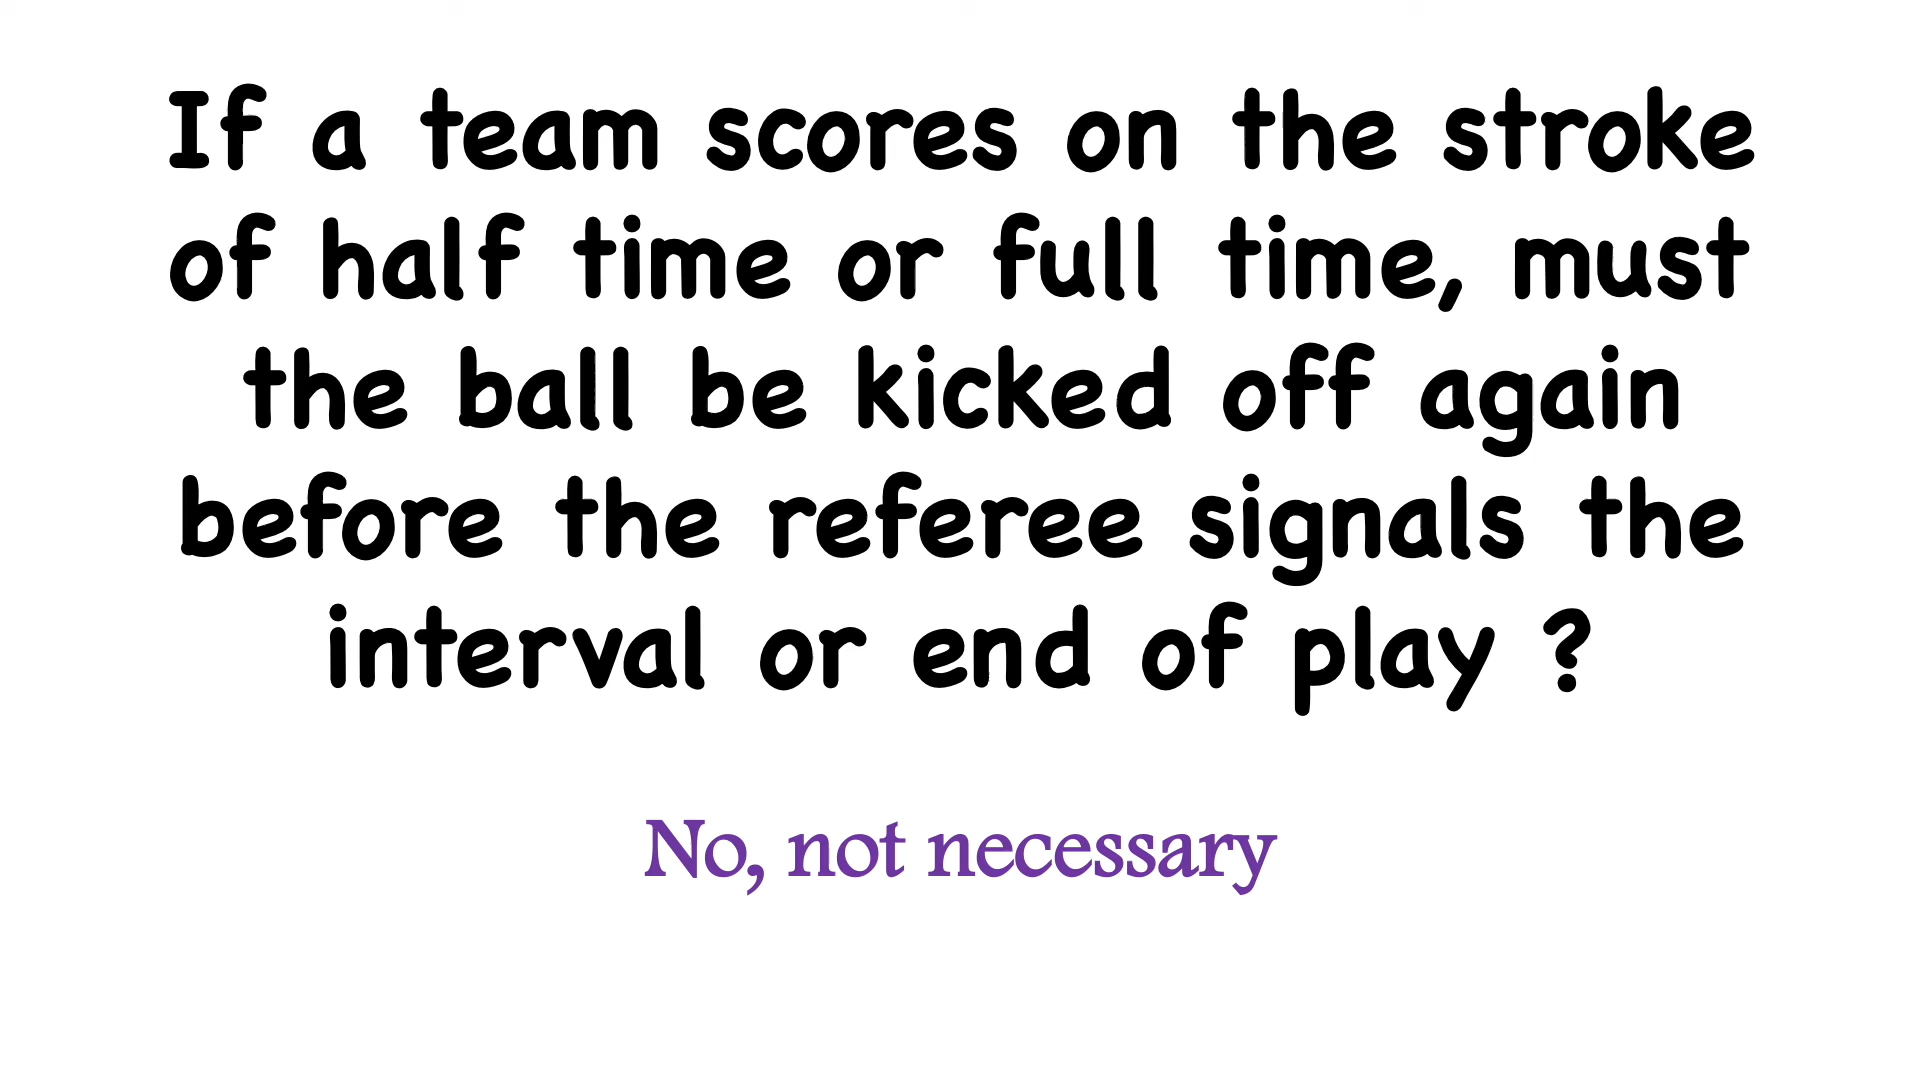 If a team scores on the stroke
of half time or full time, must
the ball be kicked off again
before the referee signals the
interval or end of play ?
No, not necessary